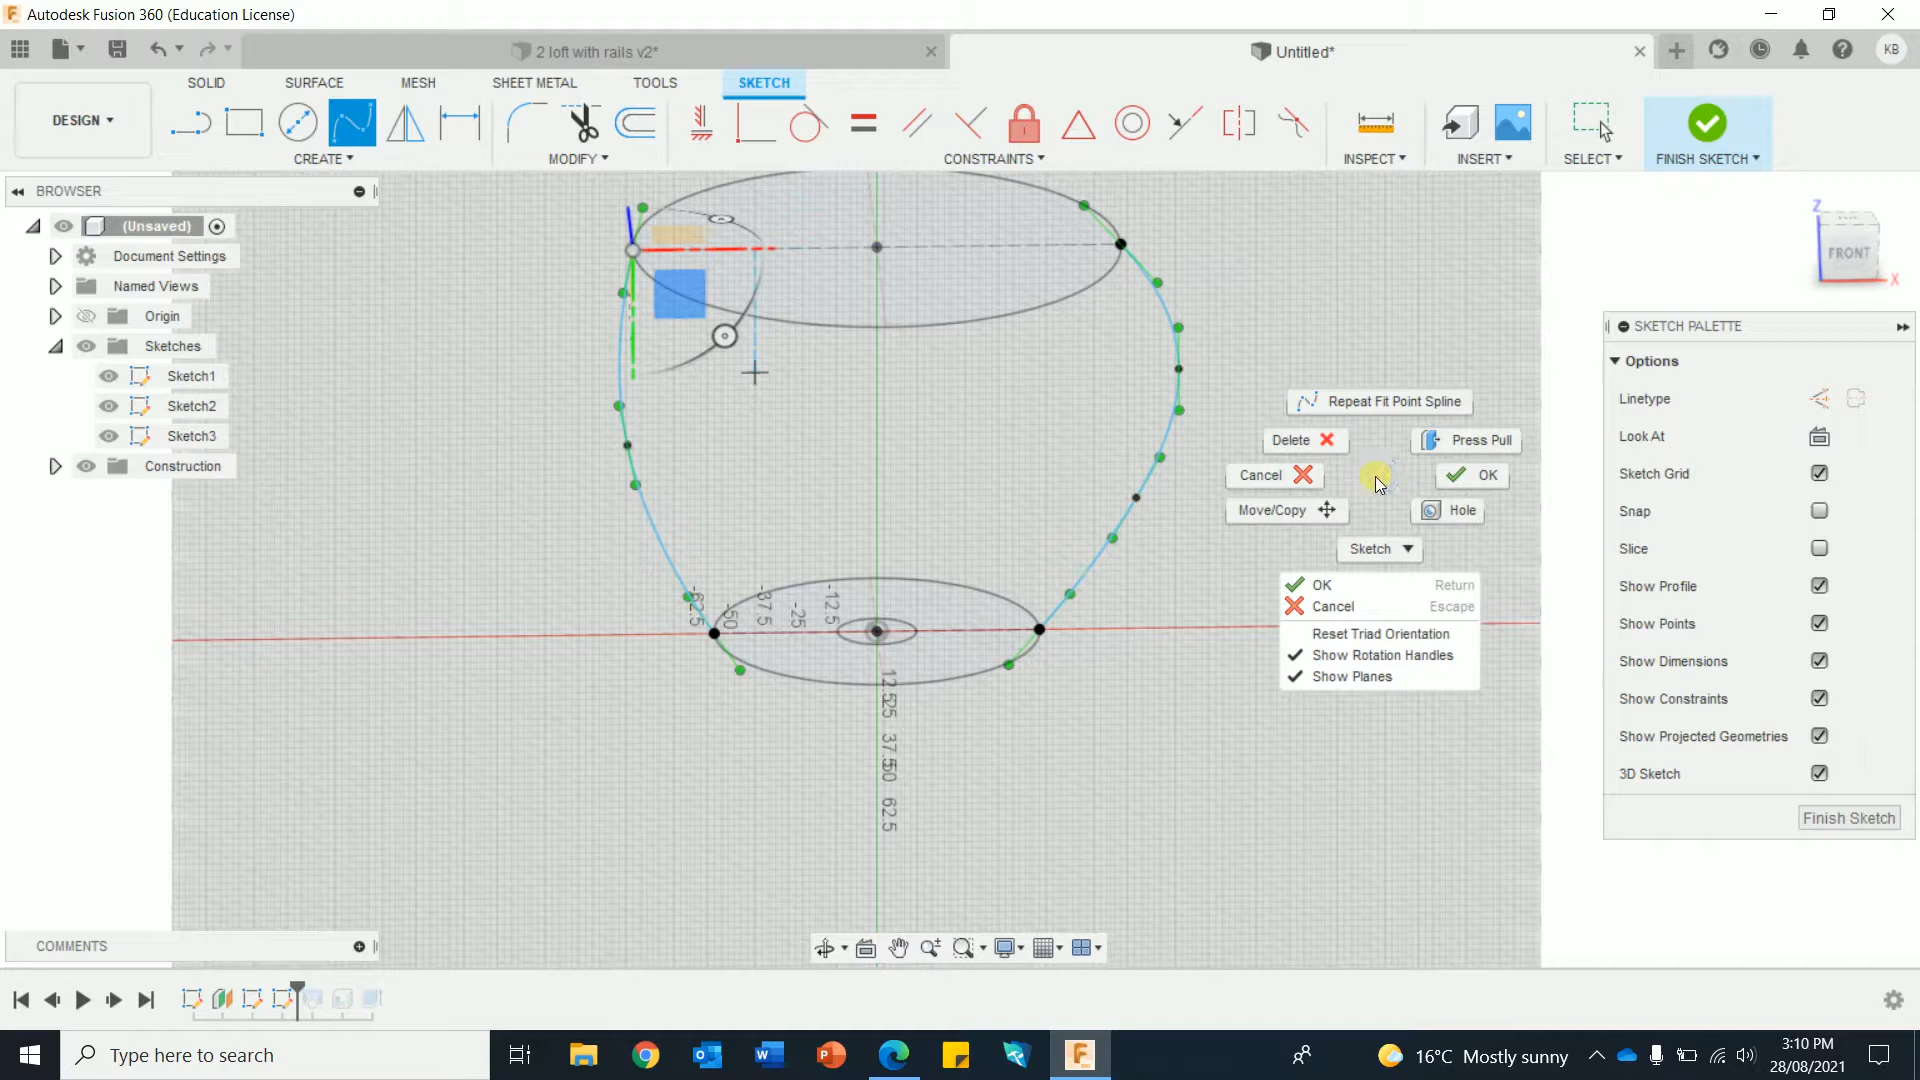 Autodesk Fusion 360 (Education License)
2 loft with rails v2*
Untitled*
KB
SOLID
SURFACE
MESH
SHEET METAL
TOOLS
SKETCH
DESIGN
CREATE
MODIFY
CONSTRAINTS
INSPECT
INSERT
SELECT
FINISH SKETCH
BROWSER
(Unsaved)
Document Settings
Named Views
Origin
Sketches
Sketch1
Sketch2
Sketch3
Construction
Z
FRONT
X
SKETCH PALETTE
Options
Linetype
Look At
Sketch Grid
Snap
Slice
Show Profile
Show Points
Show Dimensions
Show Constraints
Show Projected Geometries
3D Sketch
Finish Sketch
Repeat Fit Point Spline
Delete
Press Pull
Cancel
OK
Move/Copy
Hole
Sketch
OK Return
Cancel Escape
Reset Triad Orientation
Show Rotation Handles
Show Planes
-62.5
-50
-37.5
-25
-12.5
12.5
25
37.5
50
62.5
COMMENTS
Type here to search
16°C Mostly sunny
3:10 PM
28/08/2021